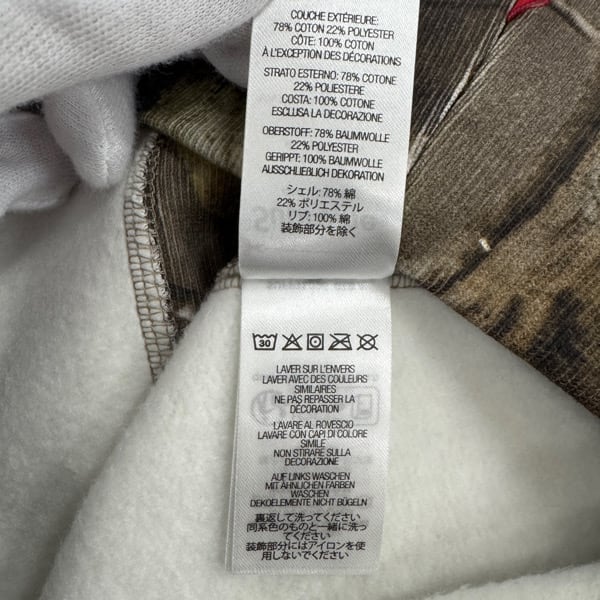 COUCHE EXTÉRIEURE:
78% COTON 22% POLYESTER
CÔTE: 100% COTON
À L'EXCEPTION DES DÉCORATIONS
STRATO ESTERNO: 78% COTONE
22% POLIESTERE
COSTA: 100% COTONE
ESCLUSA LA DECORAZIONE
OBERSTOFF: 78% BAUMWOLLE
22% POLYESTER
GERIPPT: 100% BAUMWOLLE
AUSSCHLIEßLICH DEKORATION
シェル: 78% 綿
22% ポリエステル
リブ: 100% 綿
装飾部分を除く
30
LAVER SUR L'ENVERS
LAVER AVEC DES COULEURS
SIMILAIRES
NE PAS REPASSER LA
DÉCORATION
LAVARE AL ROVESCIO
LAVARE CON CAPI DI COLORE
SIMILE
NON STIRARE SULLA
DECORAZIONE
AUF LINKS WASCHEN
MIT ÄHNLICHEN FARBEN
WASCHEN
DEKOELEMENTE NICHT BÜGELN
裏返して洗ってください
同系色のものと一緒に洗っ
てください
装飾部分にはアイロンを使
用しないでください